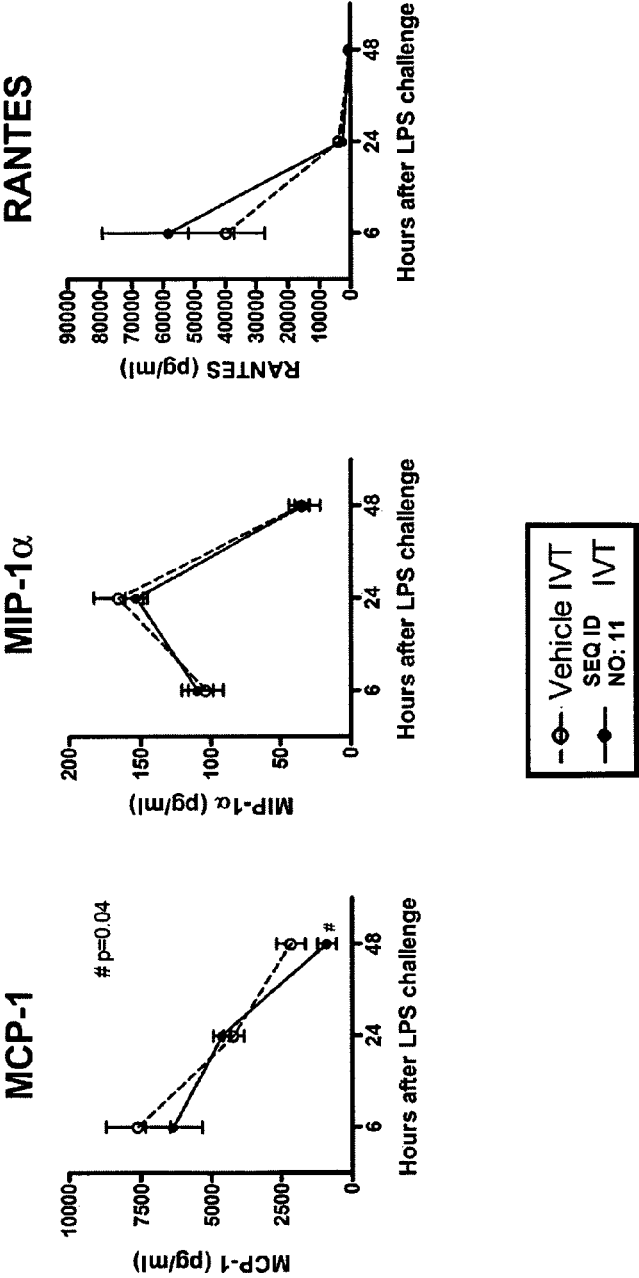 MCP-1
# p=0.04
10000
7500
5000
2500
0
MCP-1 (pg/ml)
#
6
24
48
Hours after LPS challenge
MIP-1α
200
150
100
50
0
MIP-1α (pg/ml)
6
24
48
Hours after LPS challenge
RANTES
90000
80000
70000
60000
50000
40000
30000
20000
10000
0
RANTES (pg/ml)
6
24
48
Hours after LPS challenge
Vehicle IVT
SEQ ID
NO: 11 IVT